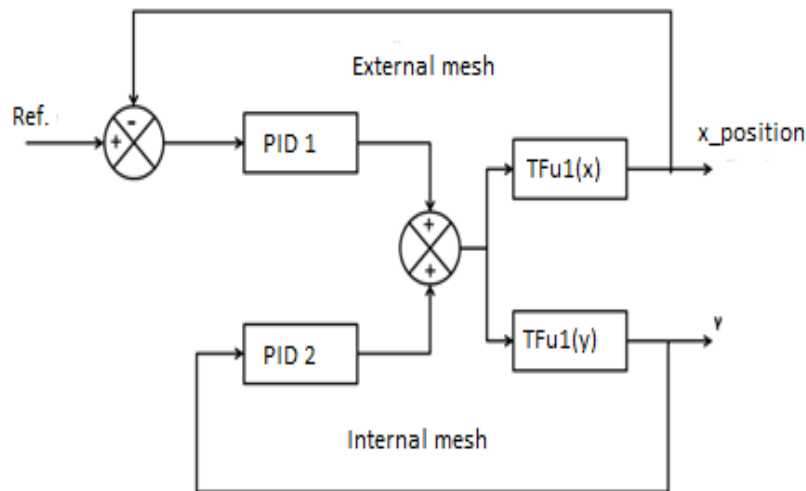 External mesh
Ref.
-
+
PID 1
TFu1(x)
x_position
+
+
PID 2
TFu1(y)
y
Internal mesh